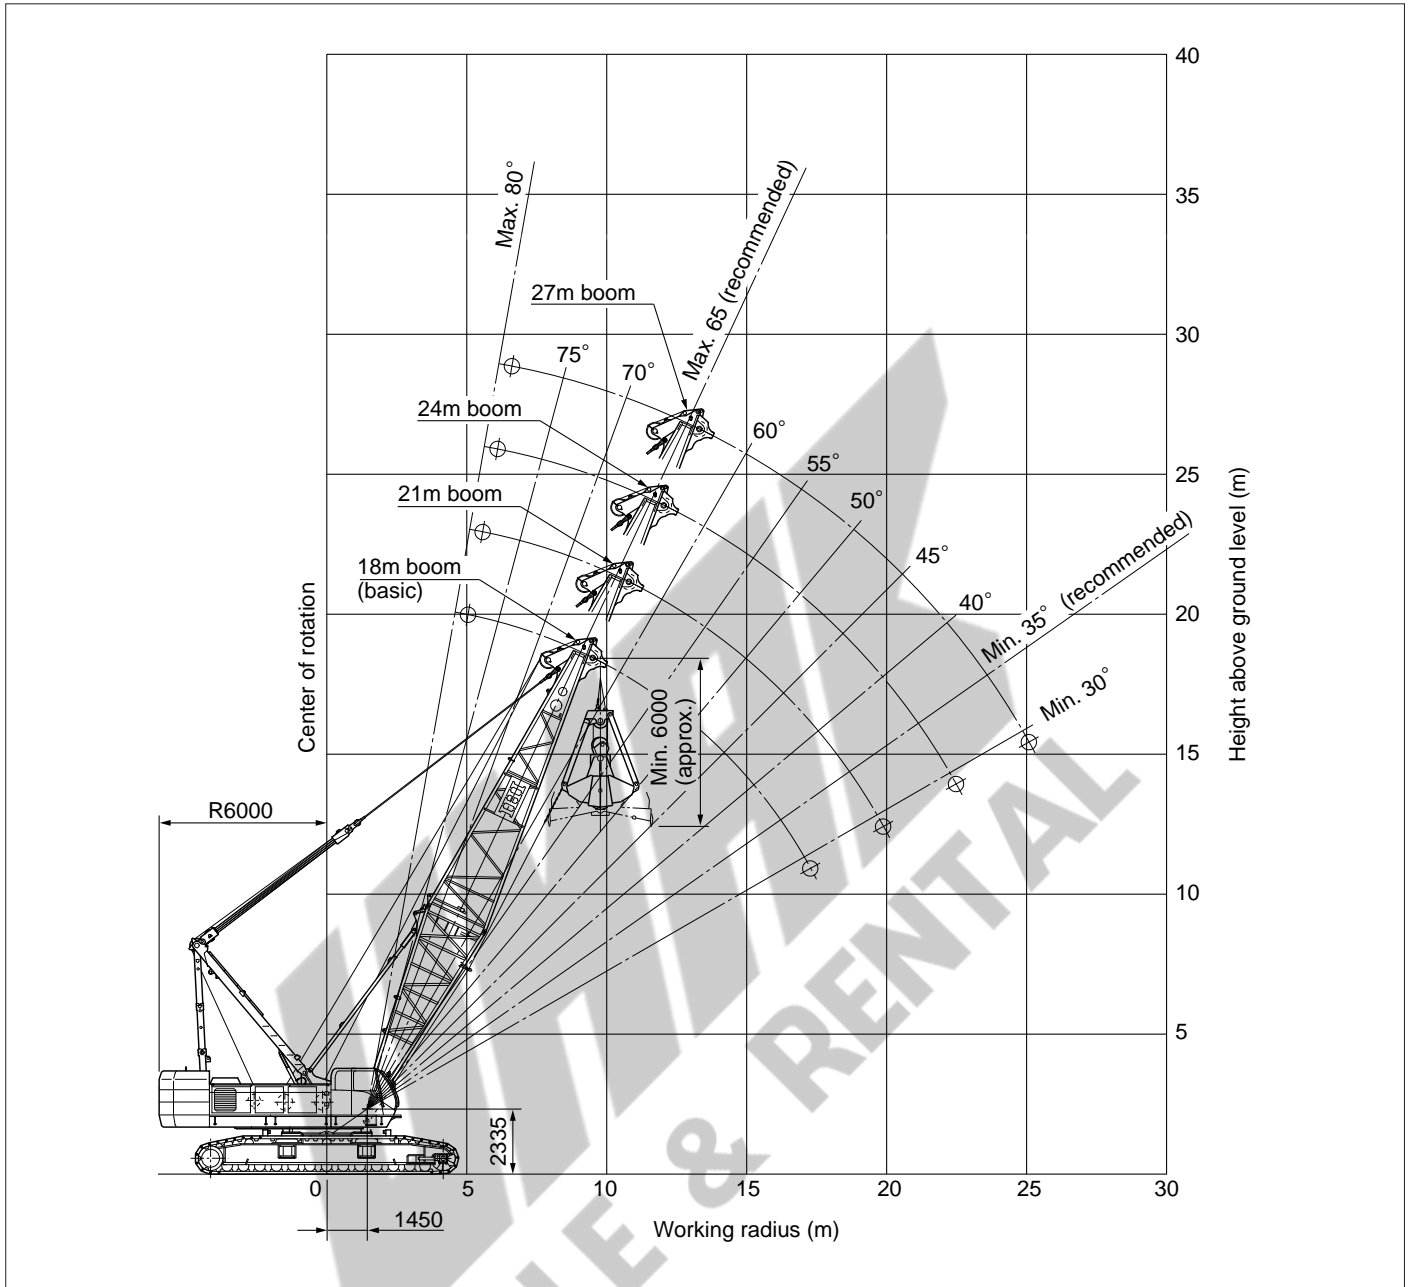 40
35
30
25
20
15
10
5
Height above ground level (m)
Max. 80°
Max. 65 (recommended)
27m boom
75°
70°
24m boom
60°
55°
21m boom
50°
18m boom
(basic)
45°
40°
Min. 35° (recommended)
Min. 30°
Center of rotation
Min. 6000
(approx.)
R6000
2335
0 5 10 15 20 25 30
1450
Working radius (m)
& RENTAL